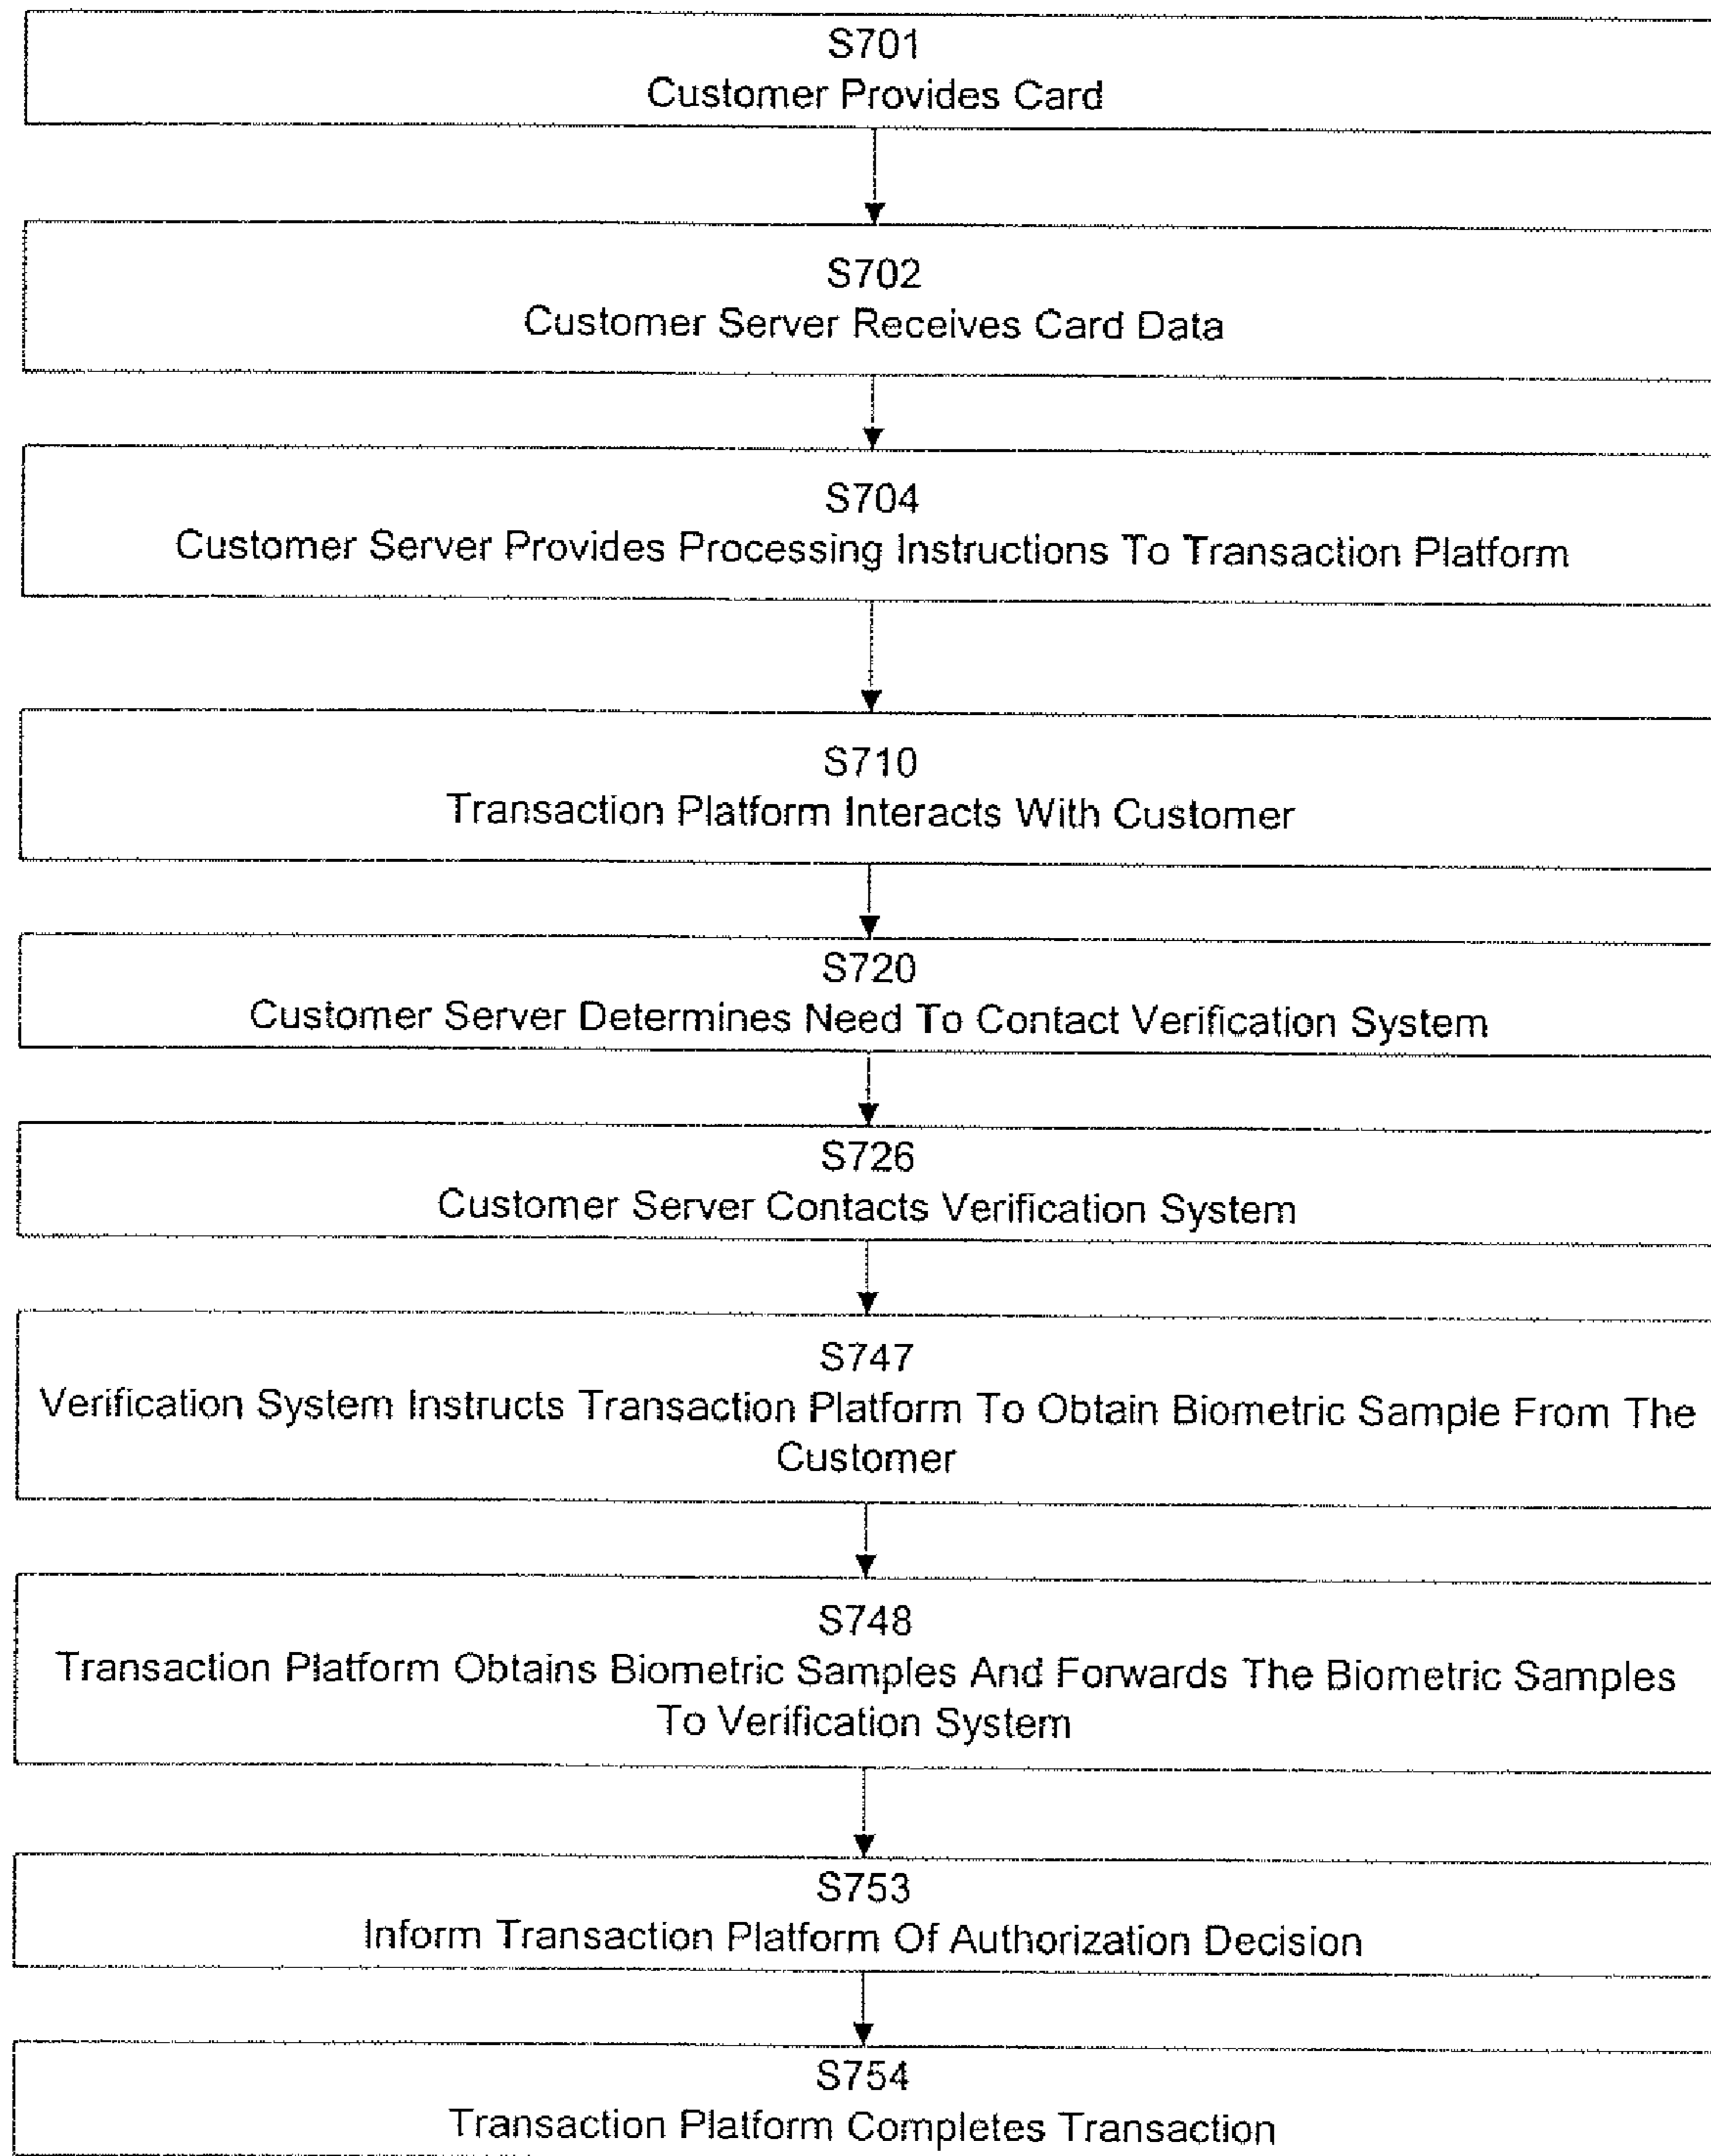 S701
Customer Provides Card
S702
Customer Server Receives Card Data
S704
Customer Server Provides Processing Instructions To Transaction Platform
S710
Transaction Platform Interacts With Customer
S720
Customer Server Determines Need To Contact Verification System
S726
Customer Server Contacts Verification System
S747
Verification System Instructs Transaction Platform To Obtain Biometric Sample From The
Customer
S748
Transaction Platform Obtains Biometric Samples And Forwards The Biometric Samples
To Verification System
S753
Inform Transaction Platform Of Authorization Decision
S754
Transaction Platform Completes Transaction